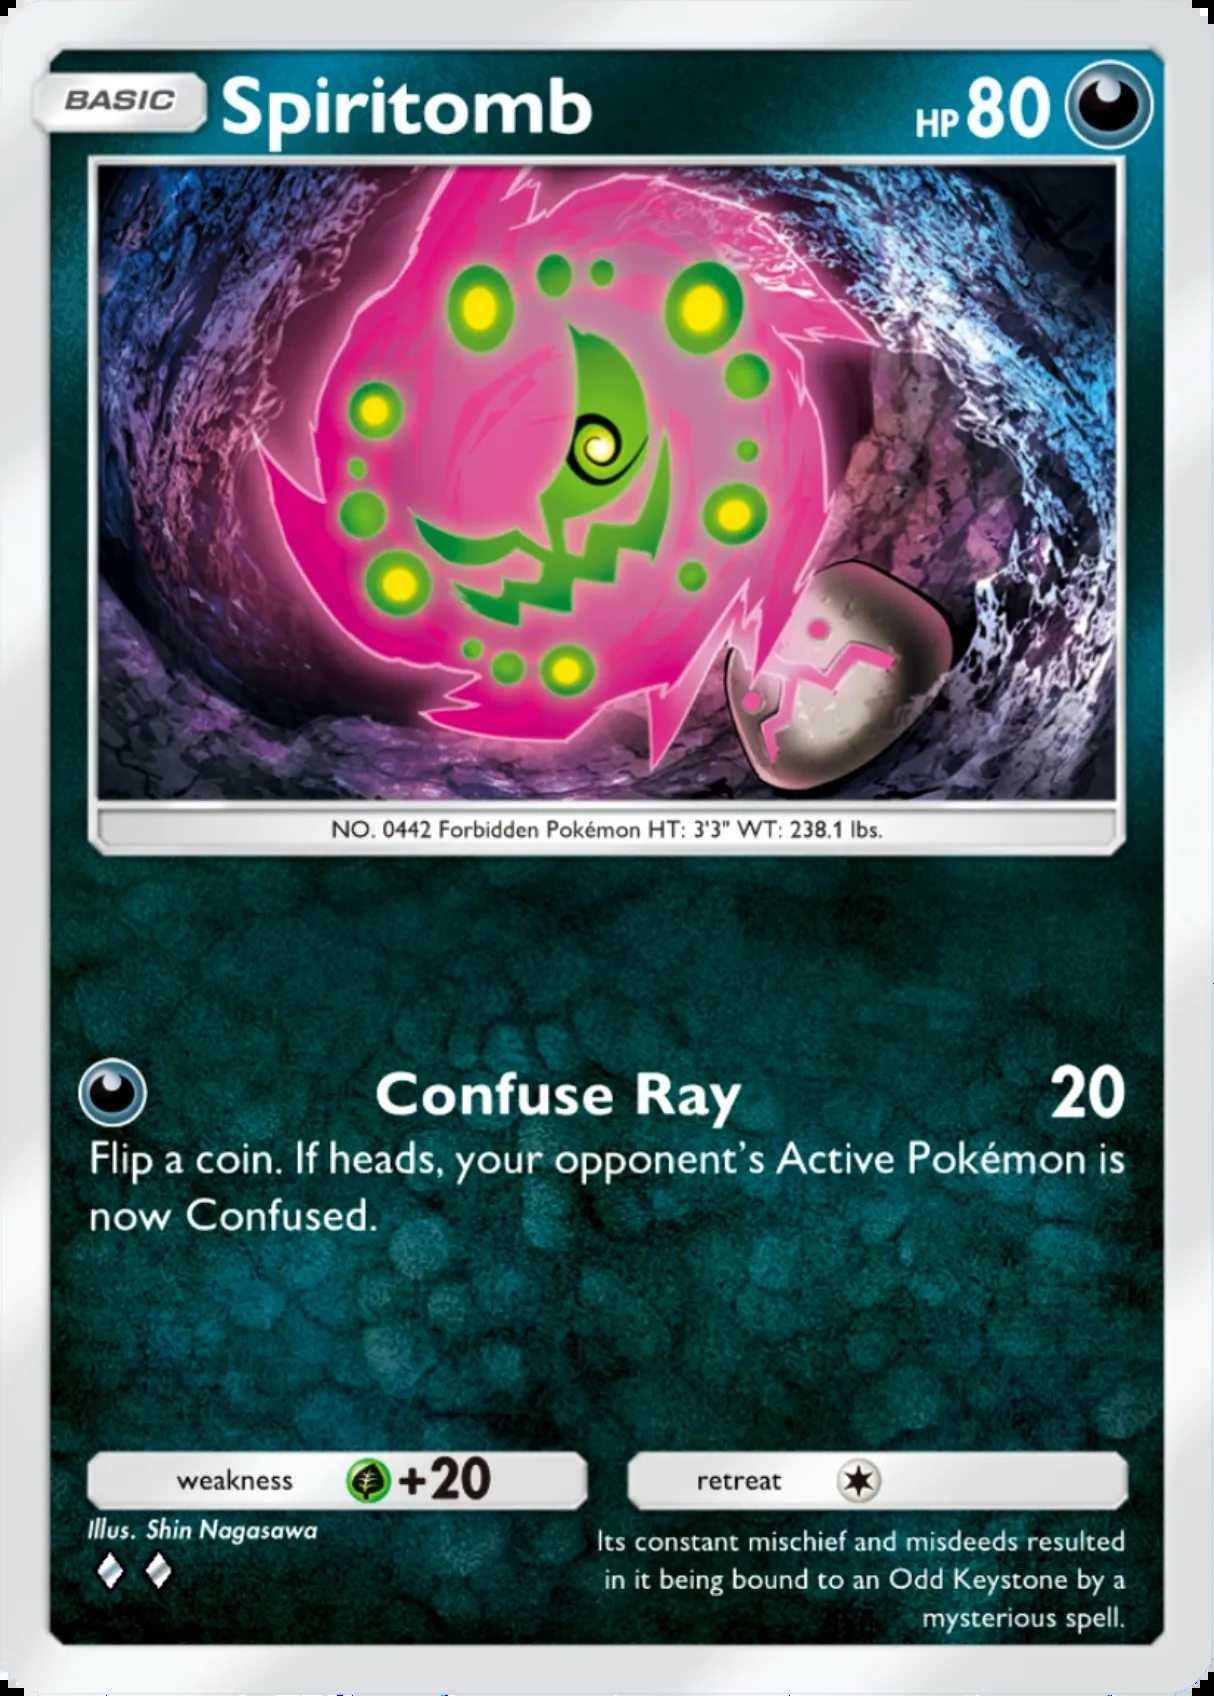 BASIC Spiritomb HP 80
NO. 0442 Forbidden Pokémon HT: 3'3" WT: 238.1 lbs.
Confuse Ray 20
Flip a coin. If heads, your opponent's Active Pokémon is
now Confused.
weakness +20 retreat
Illus. Shin Nagasawa
Its constant mischief and misdeeds resulted
in it being bound to an Odd Keystone by a
mysterious spell.